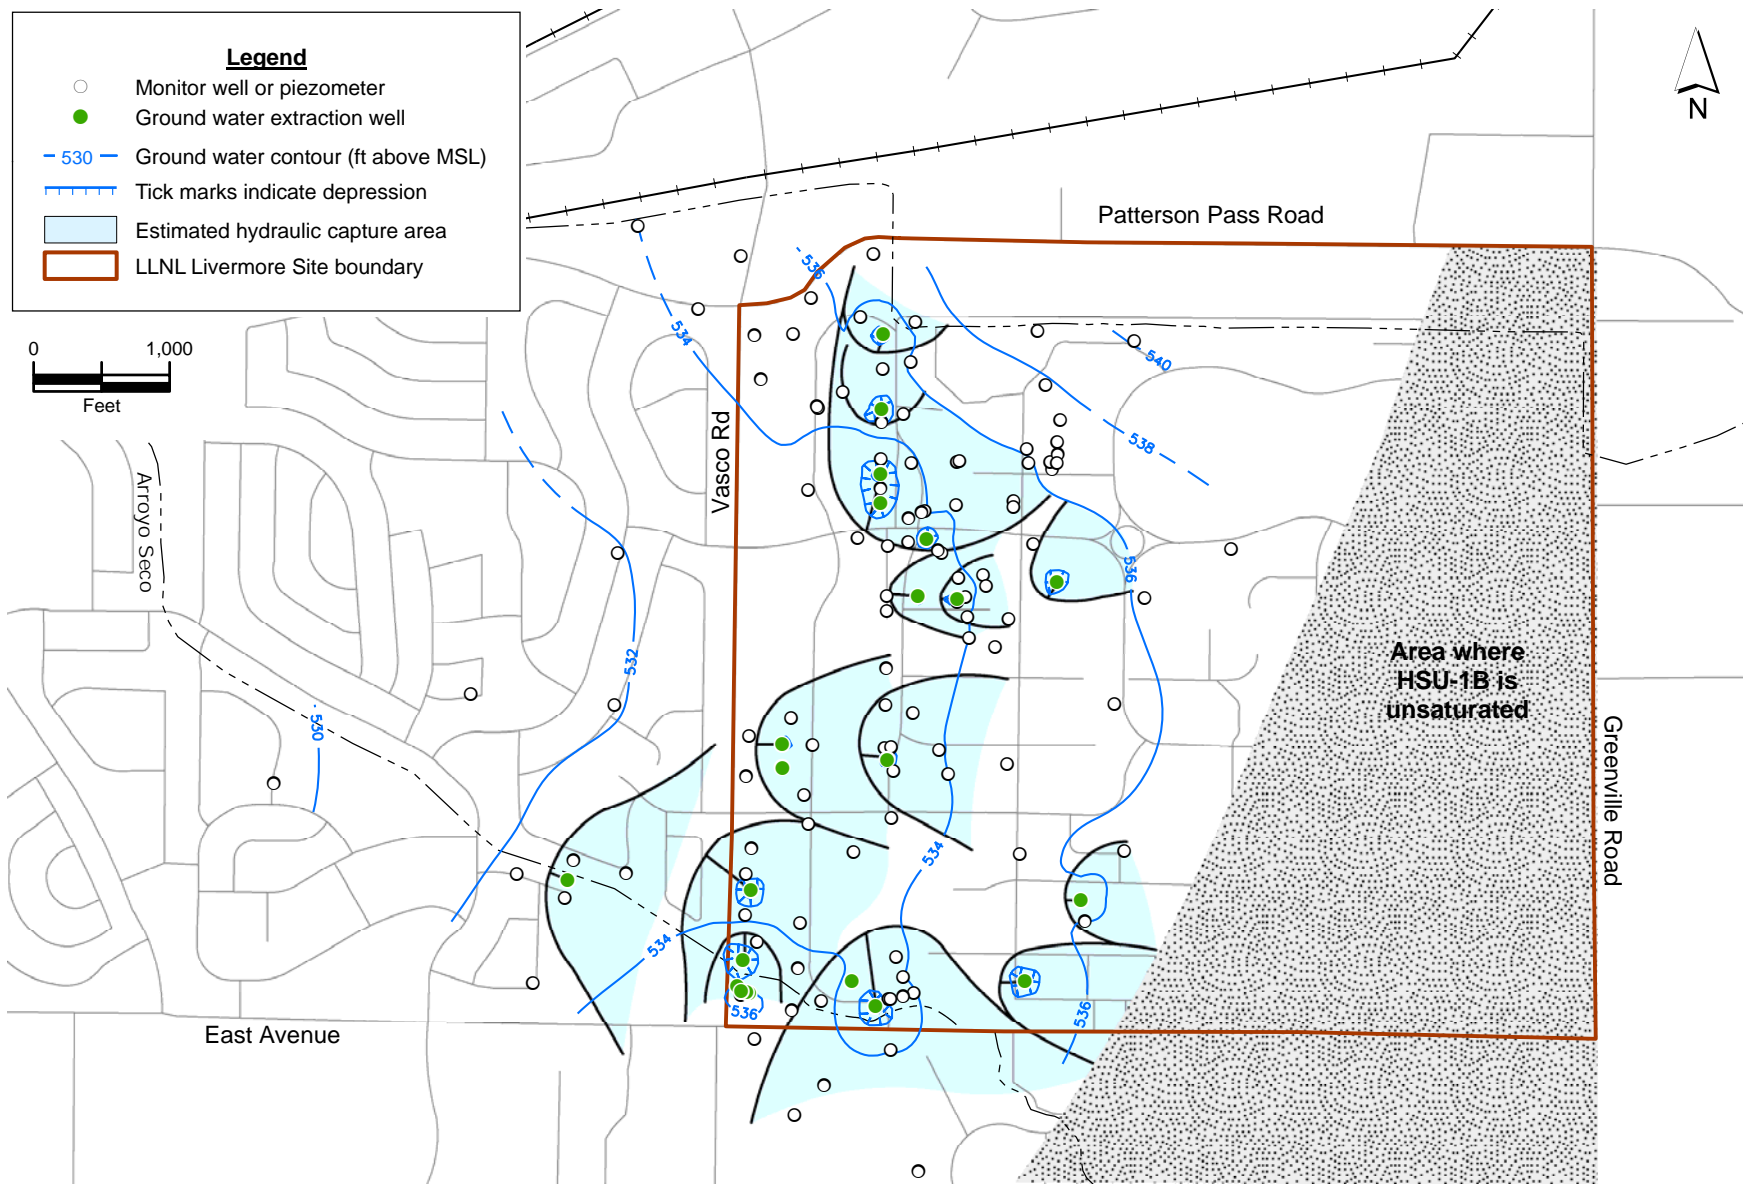 Legend
Monitor well or piezometer
Ground water extraction well
530 Ground water contour (ft above MSL)
Tick marks indicate depression
Estimated hydraulic capture area
LLNL Livermore Site boundary
N
Patterson Pass Road
0 1,000
Feet
536
534
540
538
Vasco Rd
Arroyo Seco
536
532
530
Area where
HSU-1B is
unsaturated
Greenville Road
534
534
536
536
East Avenue